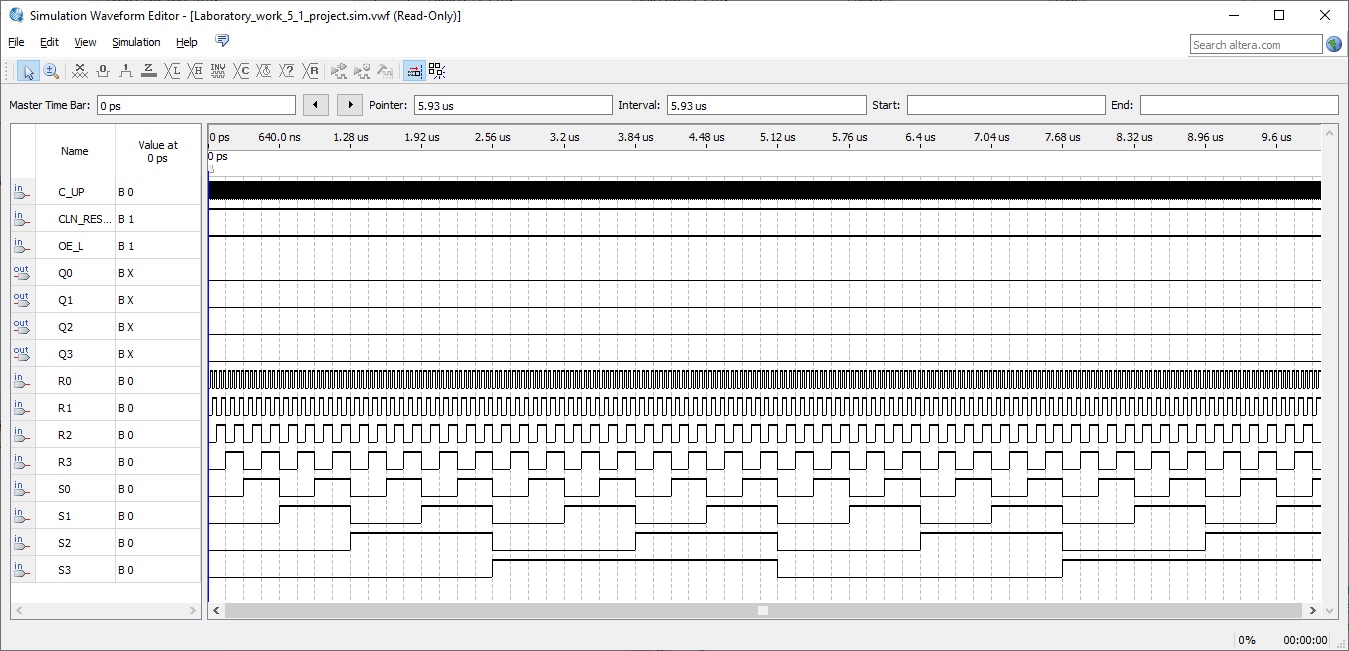 Simulation Waveform Editor - [Laboratory_work_5_1_project.sim.vwf (Read-Only)]
File Edit View Simulation Help
Search altera.com
Master Time Bar: 0 ps Pointer: 5.93 us Interval: 5.93 us Start: End:
Name Value at 0 ps
0 ps 640.0 ns 1.28 us 1.92 us 2.56 us 3.2 us 3.84 us 4.48 us 5.12 us 5.76 us 6.4 us 7.04 us 7.68 us 8.32 us 8.96 us 9.6 us
0 ps
in C_UP B 0
in CLN_RES... B 1
in OE_L B 1
out Q0 B X
out Q1 B X
out Q2 B X
out Q3 B X
in R0 B 0
in R1 B 0
in R2 B 0
in R3 B 0
in S0 B 0
in S1 B 0
in S2 B 0
in S3 B 0
0% 00:00:00